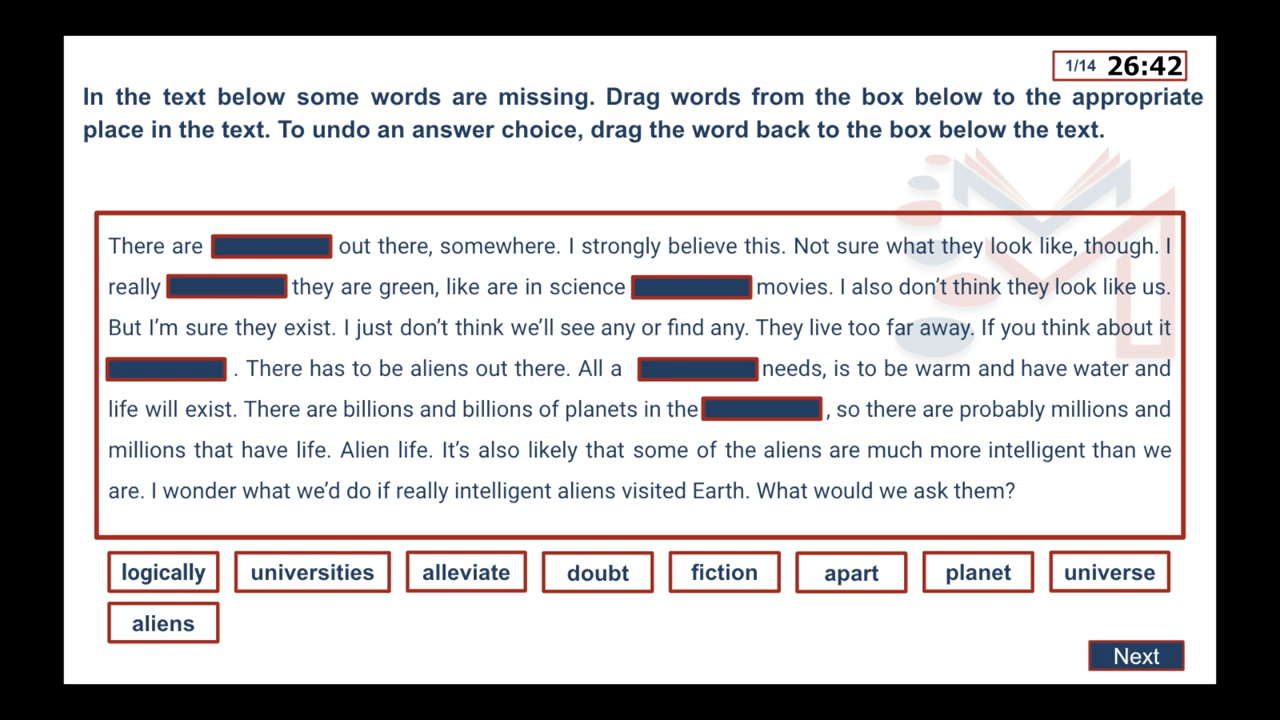 1/14 26:42
In the text below some words are missing. Drag words from the box below to the appropriate
place in the text. To undo an answer choice, drag the word back to the box below the text.
There are out there, somewhere. I strongly believe this. Not sure what they look like, though. I
really they are green, like are in science movies. I also don’t think they look like us.
But I’m sure they exist. I just don’t think we’ll see any or find any. They live too far away. If you think about it
. There has to be aliens out there. All a needs, is to be warm and have water and
life will exist. There are billions and billions of planets in the , so there are probably millions and
millions that have life. Alien life. It’s also likely that some of the aliens are much more intelligent than we
are. I wonder what we’d do if really intelligent aliens visited Earth. What would we ask them?
logically universities alleviate doubt fiction apart planet universe
aliens
Next